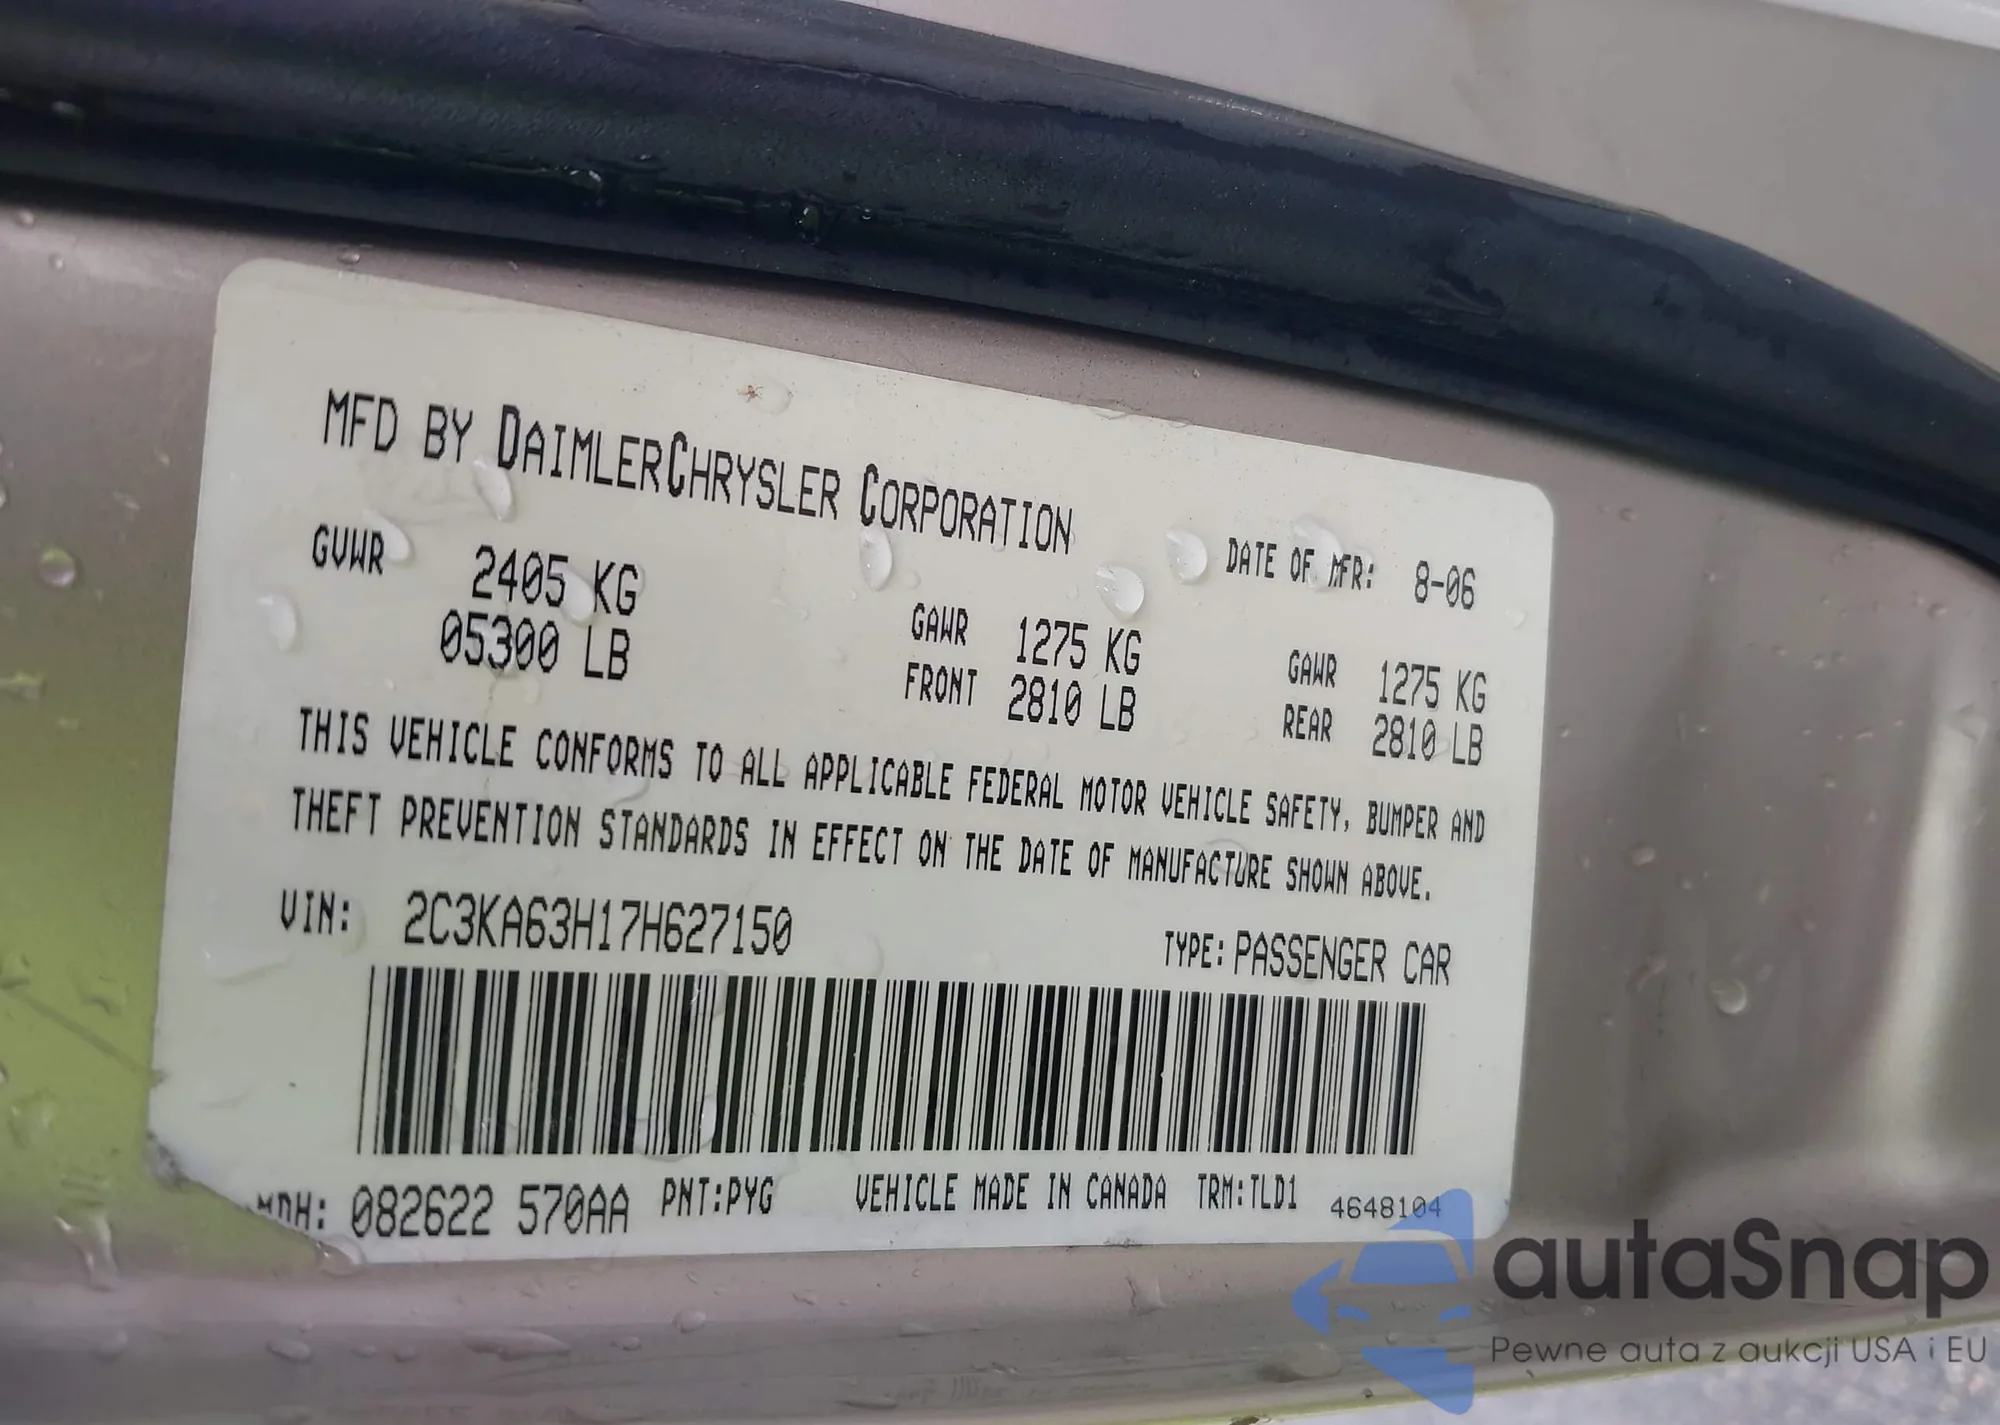 MFD BY DAIMLERCHRYSLER CORPORATION
DATE OF MFR: 8-06
GVWR 2405 KG
05300 LB
GAWR 1275 KG
FRONT 2810 LB
GAWR 1275 KG
REAR 2810 LB
THIS VEHICLE CONFORMS TO ALL APPLICABLE FEDERAL MOTOR VEHICLE SAFETY, BUMPER AND
THEFT PREVENTION STANDARDS IN EFFECT ON THE DATE OF MANUFACTURE SHOWN ABOVE.
VIN: 2C3KA63H17H627150
TYPE: PASSENGER CAR
MDH: 082622 570AA PNT:PYG VEHICLE MADE IN CANADA TRM:TLD1 4648104
autaSnap
Pewne auta z aukcji USA i EU